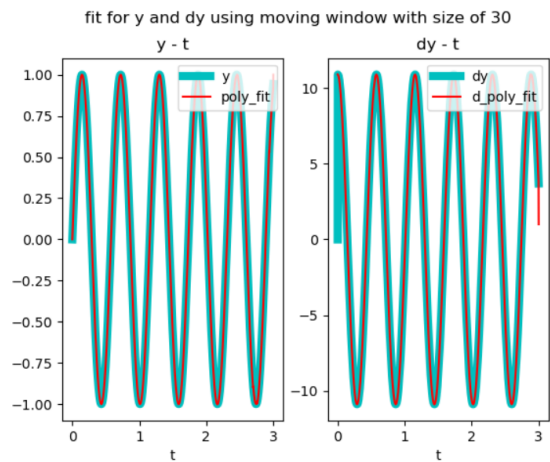 fit for y and dy using moving window with size of 30
y - t
dy - t
y
poly_fit
dy
d_poly_fit
1.00
0.75
0.50
0.25
0.00
−0.25
−0.50
−0.75
−1.00
10
5
0
−5
−10
0 1 2 3
0 1 2 3
t
t